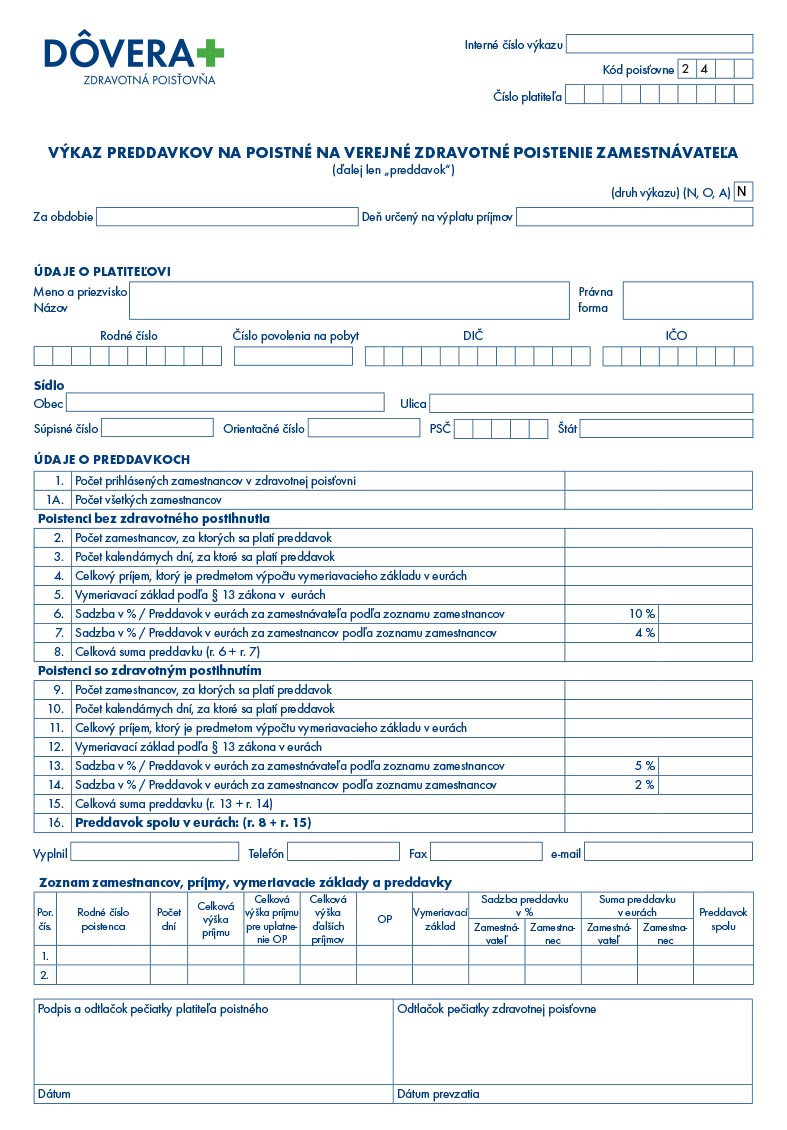 DÔVERA
ZDRAVOTNÁ POISŤOVŇA
Interné číslo výkazu
Kód poisťovne 2 4
Číslo platiteľa
VÝKAZ PREDDAVKOV NA POISTNÉ NA VEREJNÉ ZDRAVOTNÉ POISTENIE ZAMESTNÁVATEĽA
(ďalej len „preddavok“)
(druh výkazu) (N, O, A) N
Za obdobie Deň určený na výplatu príjmov
ÚDAJE O PLATITEĽOVI
Meno a priezvisko Právna
Názov forma
Rodné číslo Číslo povolenia na pobyt DIČ IČO
Sídlo
Obec Ulica
Súpisné číslo Orientačné číslo PSČ Štát
ÚDAJE O PREDDAVKOCH
1. Počet prihlásených zamestnancov v zdravotnej poisťovni
1A. Počet všetkých zamestnancov
Poistenci bez zdravotného postihnutia
2. Počet zamestnancov, za ktorých sa platí preddavok
3. Počet kalendárnych dní, za ktoré sa platí preddavok
4. Celkový príjem, ktorý je predmetom výpočtu vymeriavacieho základu v eurách
5. Vymeriavací základ podľa § 13 zákona v eurách
6. Sadzba v % / Preddavok v eurách za zamestnávateľa podľa zoznamu zamestnancov 10 %
7. Sadzba v % / Preddavok v eurách za zamestnancov podľa zoznamu zamestnancov 4 %
8. Celková suma preddavku (r. 6 + r. 7)
Poistenci so zdravotným postihnutím
9. Počet zamestnancov, za ktorých sa platí preddavok
10. Počet kalendárnych dní, za ktoré sa platí preddavok
11. Celkový príjem, ktorý je predmetom výpočtu vymeriavacieho základu v eurách
12. Vymeriavací základ podľa § 13 zákona v eurách
13. Sadzba v % / Preddavok v eurách za zamestnávateľa podľa zoznamu zamestnancov 5 %
14. Sadzba v % / Preddavok v eurách za zamestnancov podľa zoznamu zamestnancov 2 %
15. Celková suma preddavku (r. 13 + r. 14)
16. Preddavok spolu v eurách: (r. 8 + r. 15)
Vyplnil Telefón Fax e-mail
Zoznam zamestnancov, príjmy, vymeriavacie základy a preddavky
Por. čís.
Rodné číslo poistenca
Počet dní
Celková výška príjmu
Celková výška príjmu pre uplatne- nie OP
Celková výška ďalších príjmov
OP
Vymeriavací základ
Sadzba preddavku v %
Zamestná- vateľ
Zamestna- nec
Suma preddavku v eurách
Zamestná- vateľ
Zamestna- nec
Preddavok spolu
1.
2.
Podpis a odtlačok pečiatky platiteľa poistného Odtlačok pečiatky zdravotnej poisťovne
Dátum Dátum prevzatia